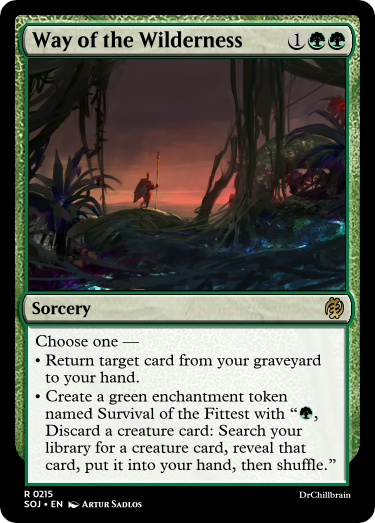 Way of the Wilderness 1
Sorcery
Choose one —
• Return target card from your graveyard
to your hand.
• Create a green enchantment token
named Survival of the Fittest with “ ,
Discard a creature card: Search your
library for a creature card, reveal that
card, put it into your hand, then shuffle.”
R 0215
DrChillbrain
SOJ • EN Artur Sadlos